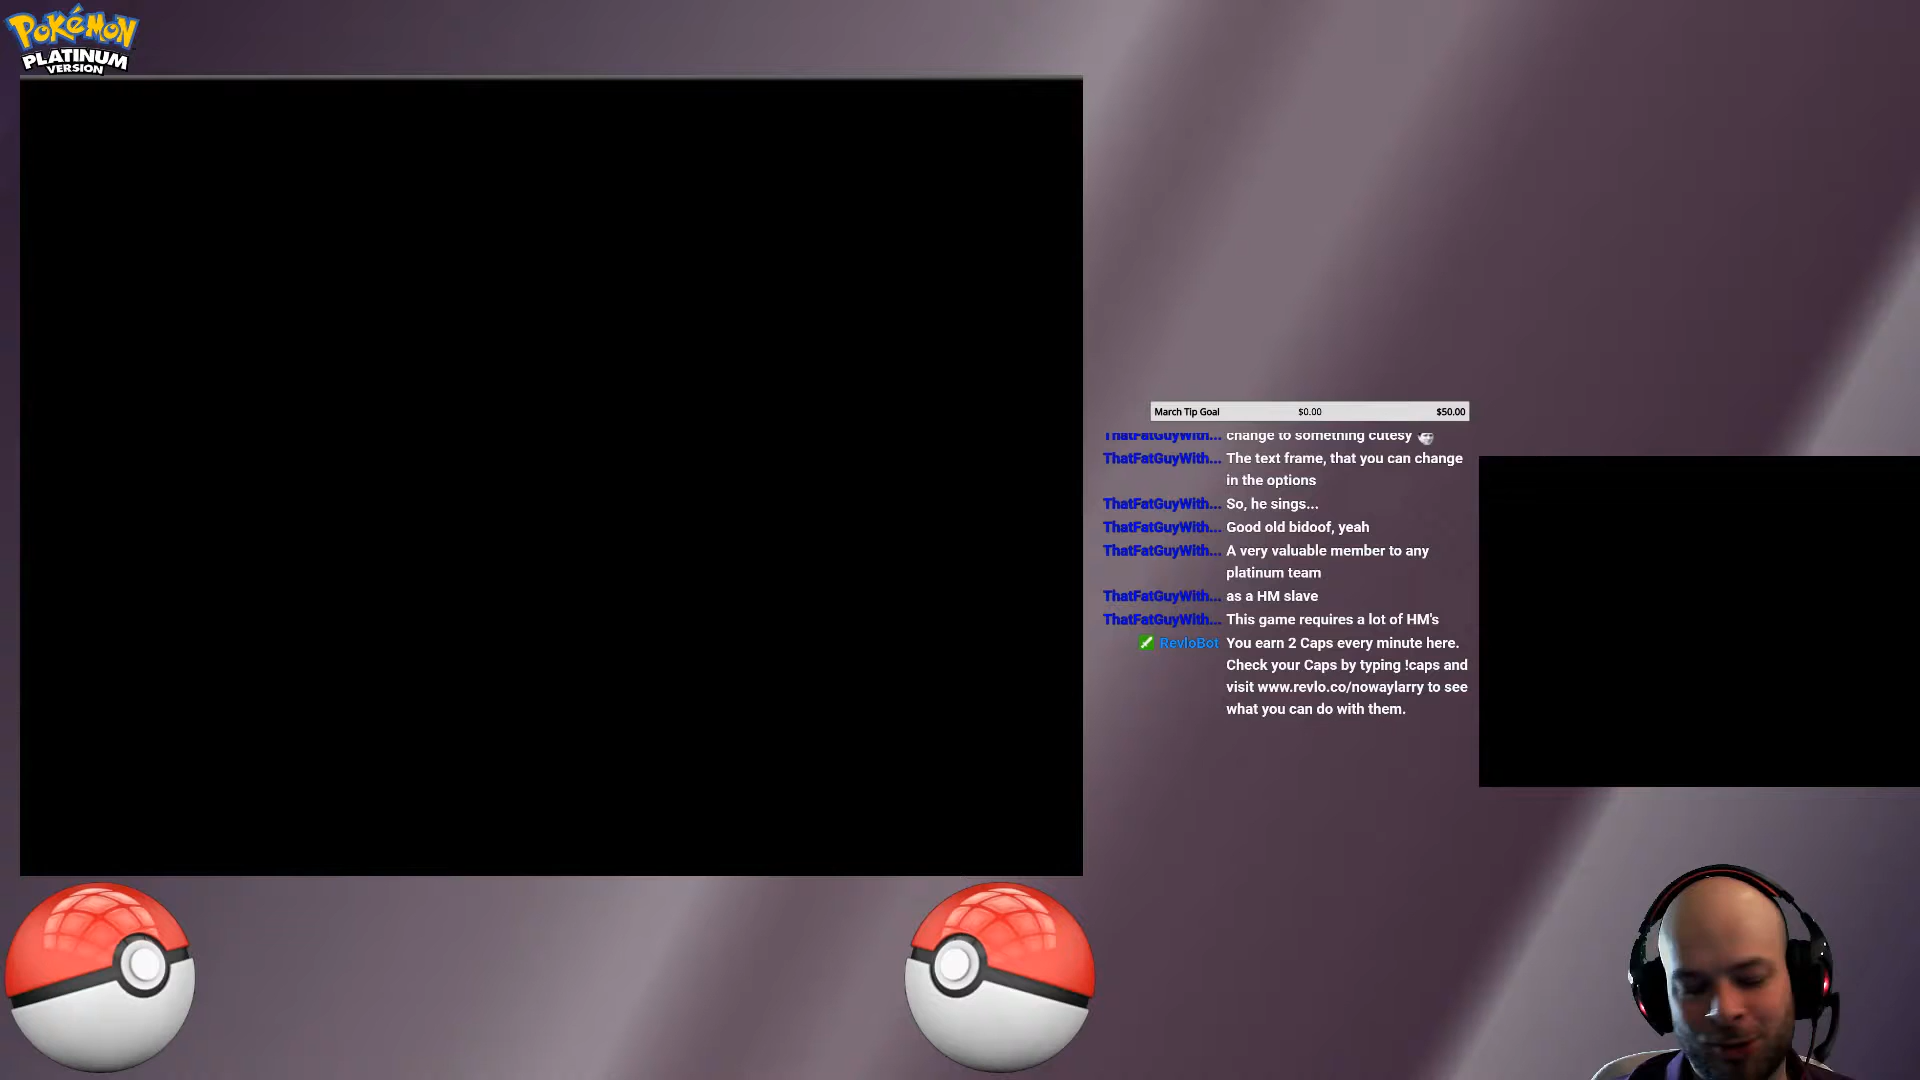 POKéMON
PLATINUM
VERSION
March Tip Goal $0.00 $50.00
ThatFatGuyWith... change to something cutesy
ThatFatGuyWith... The text frame, that you can change
in the options
ThatFatGuyWith... So, he sings...
ThatFatGuyWith... Good old bidoof, yeah
ThatFatGuyWith... A very valuable member to any
platinum team
ThatFatGuyWith... as a HM slave
ThatFatGuyWith... This game requires a lot of HM's
RevloBot You earn 2 Caps every minute here.
Check your Caps by typing !caps and
visit www.revlo.co/nowaylarry to see
what you can do with them.